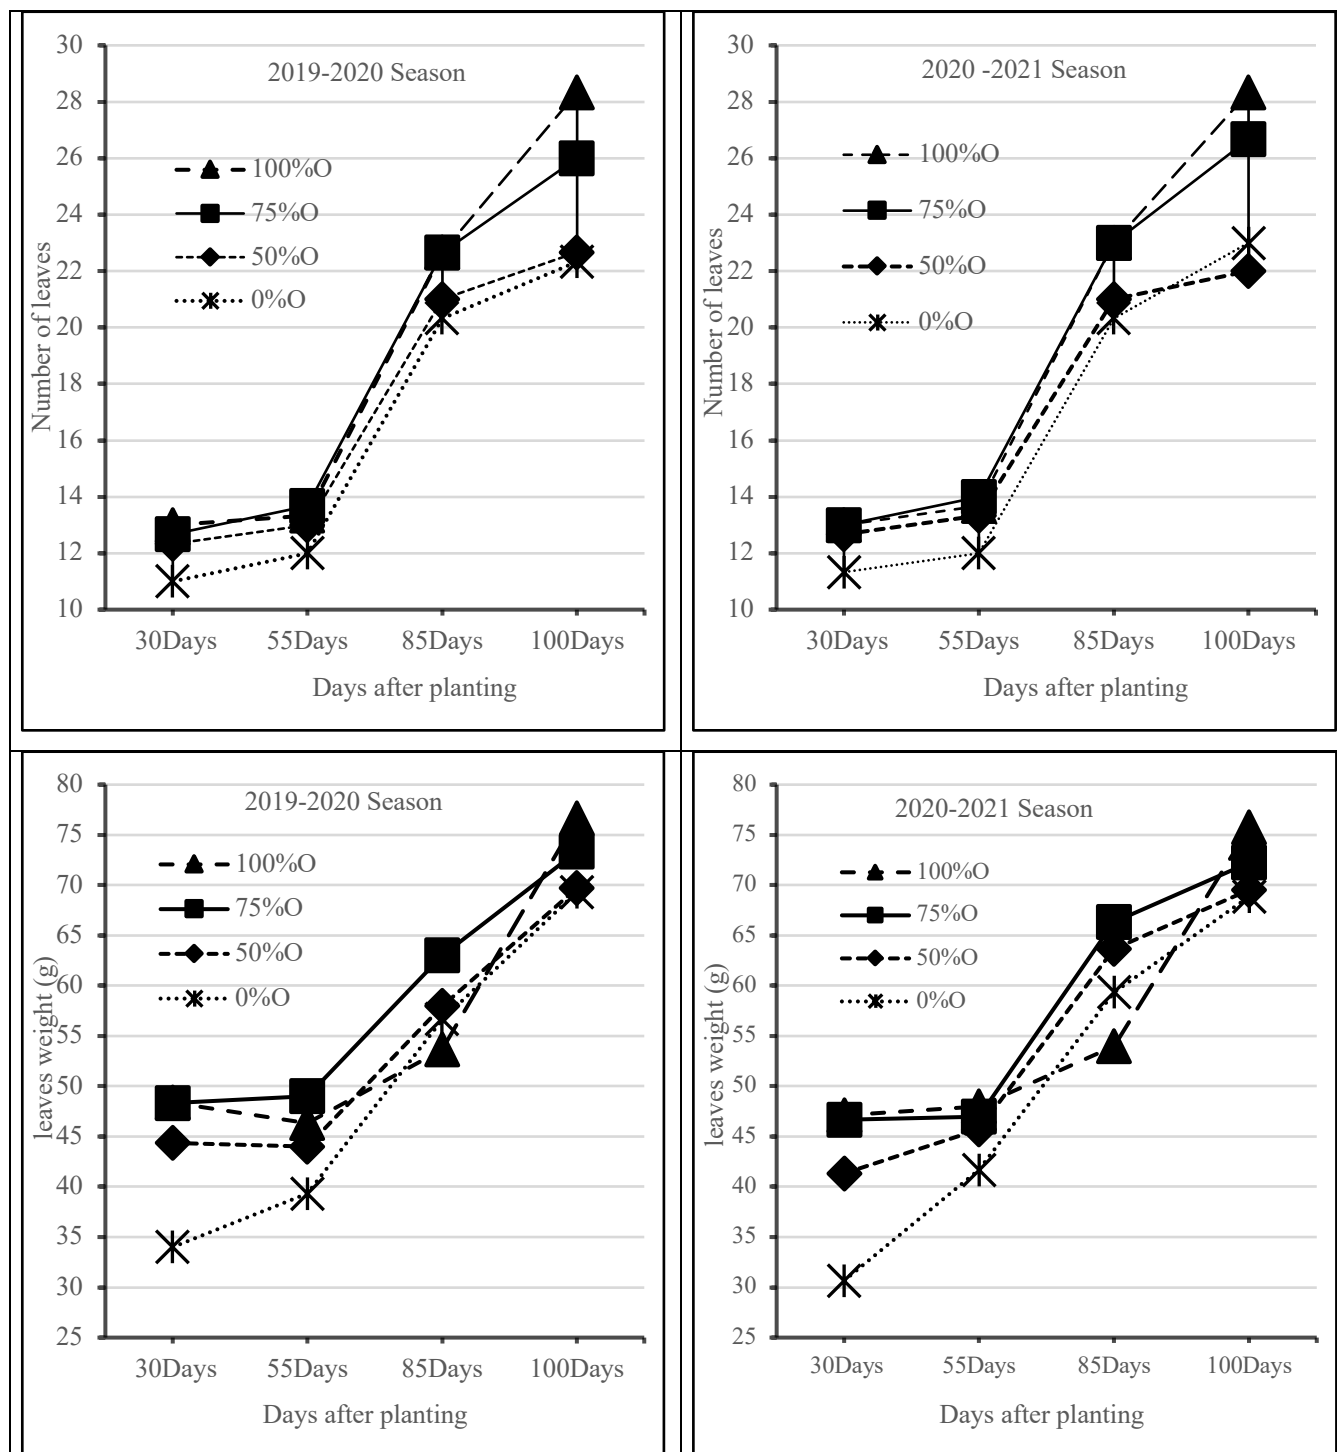 2019-2020 Season
30
28
26
24
22
20
18
16
14
12
10
Number of leaves
100%O
75%O
50%O
0%O
30Days 55Days 85Days 100Days
Days after planting
2020 -2021 Season
30
28
26
24
22
20
18
16
14
12
10
Number of leaves
100%O
75%O
50%O
0%O
30Days 55Days 85Days 100Days
Days after planting
2019-2020 Season
80
75
70
65
60
55
50
45
40
35
30
25
leaves weight (g)
100%O
75%O
50%O
0%O
30Days 55Days 85Days 100Days
Days after planting
2020-2021 Season
80
75
70
65
60
55
50
45
40
35
30
25
leaves weight (g)
100%O
75%O
50%O
0%O
30Days 55Days 85Days 100Days
Days after planting